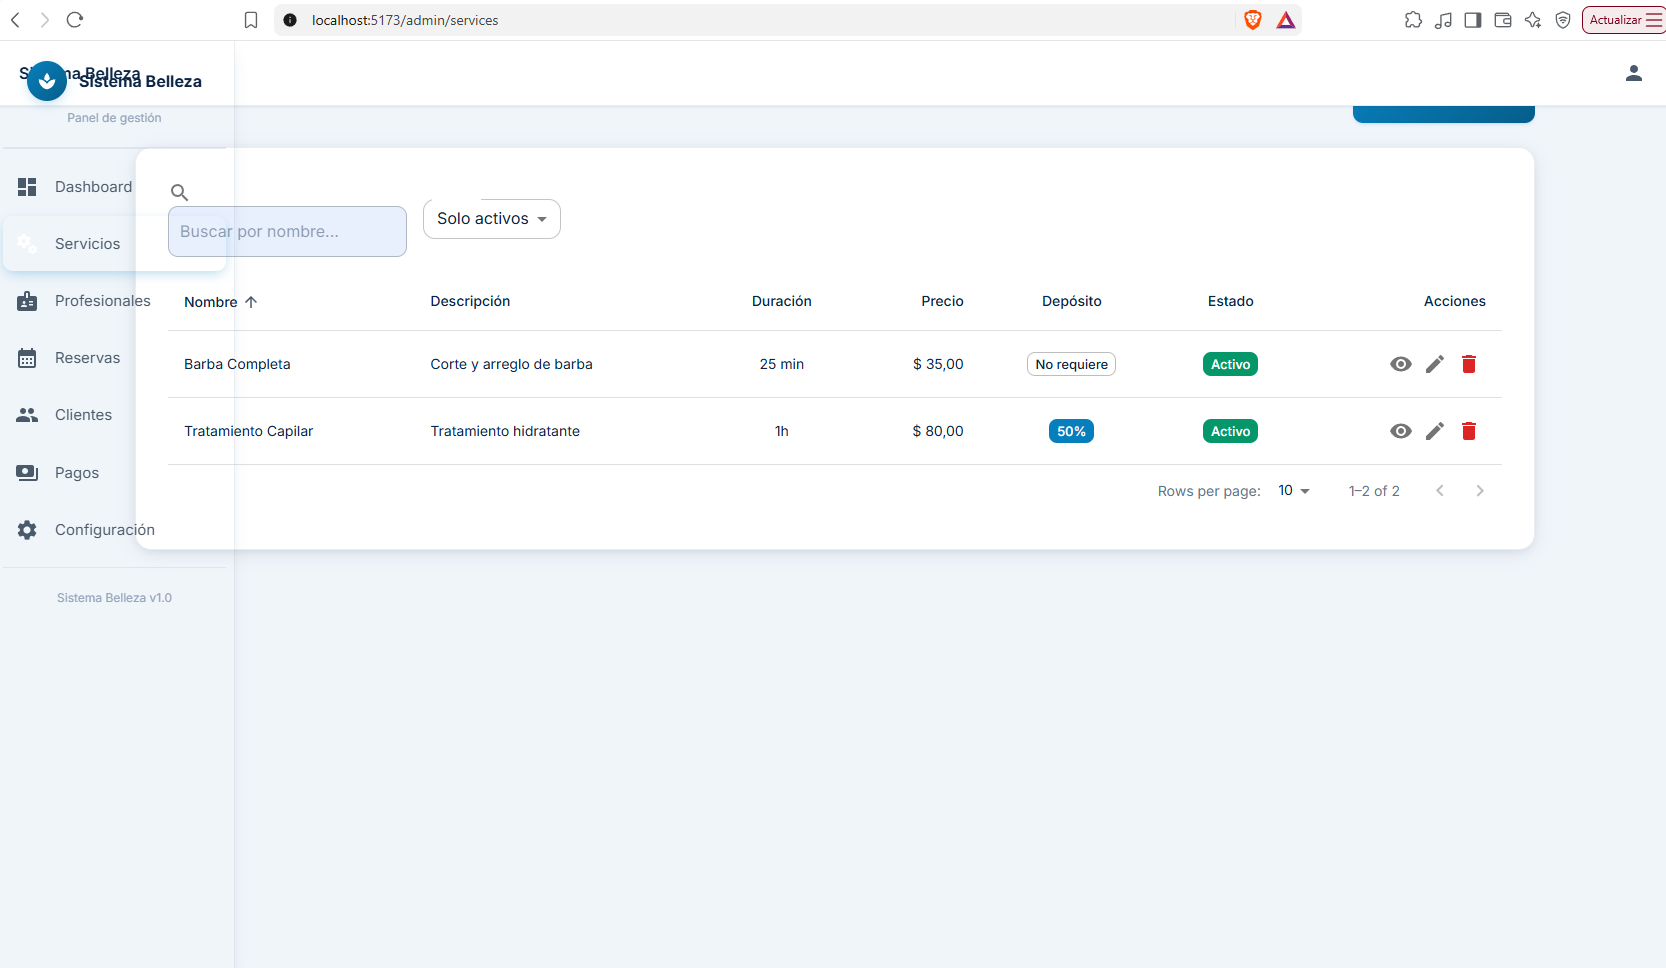 localhost:5173/admin/services
Actualizar
Sistema Belleza
Sistema Belleza
Panel de gestión
Dashboard
Servicios
Profesionales
Reservas
Clientes
Pagos
Configuración
Sistema Belleza v1.0
Buscar por nombre...
Solo activos
Nombre Descripción Duración Precio Depósito Estado Acciones
Barba Completa Corte y arreglo de barba 25 min $ 35,00 No requiere Activo
Tratamiento Capilar Tratamiento hidratante 1h $ 80,00 50% Activo
Rows per page: 10 1–2 of 2